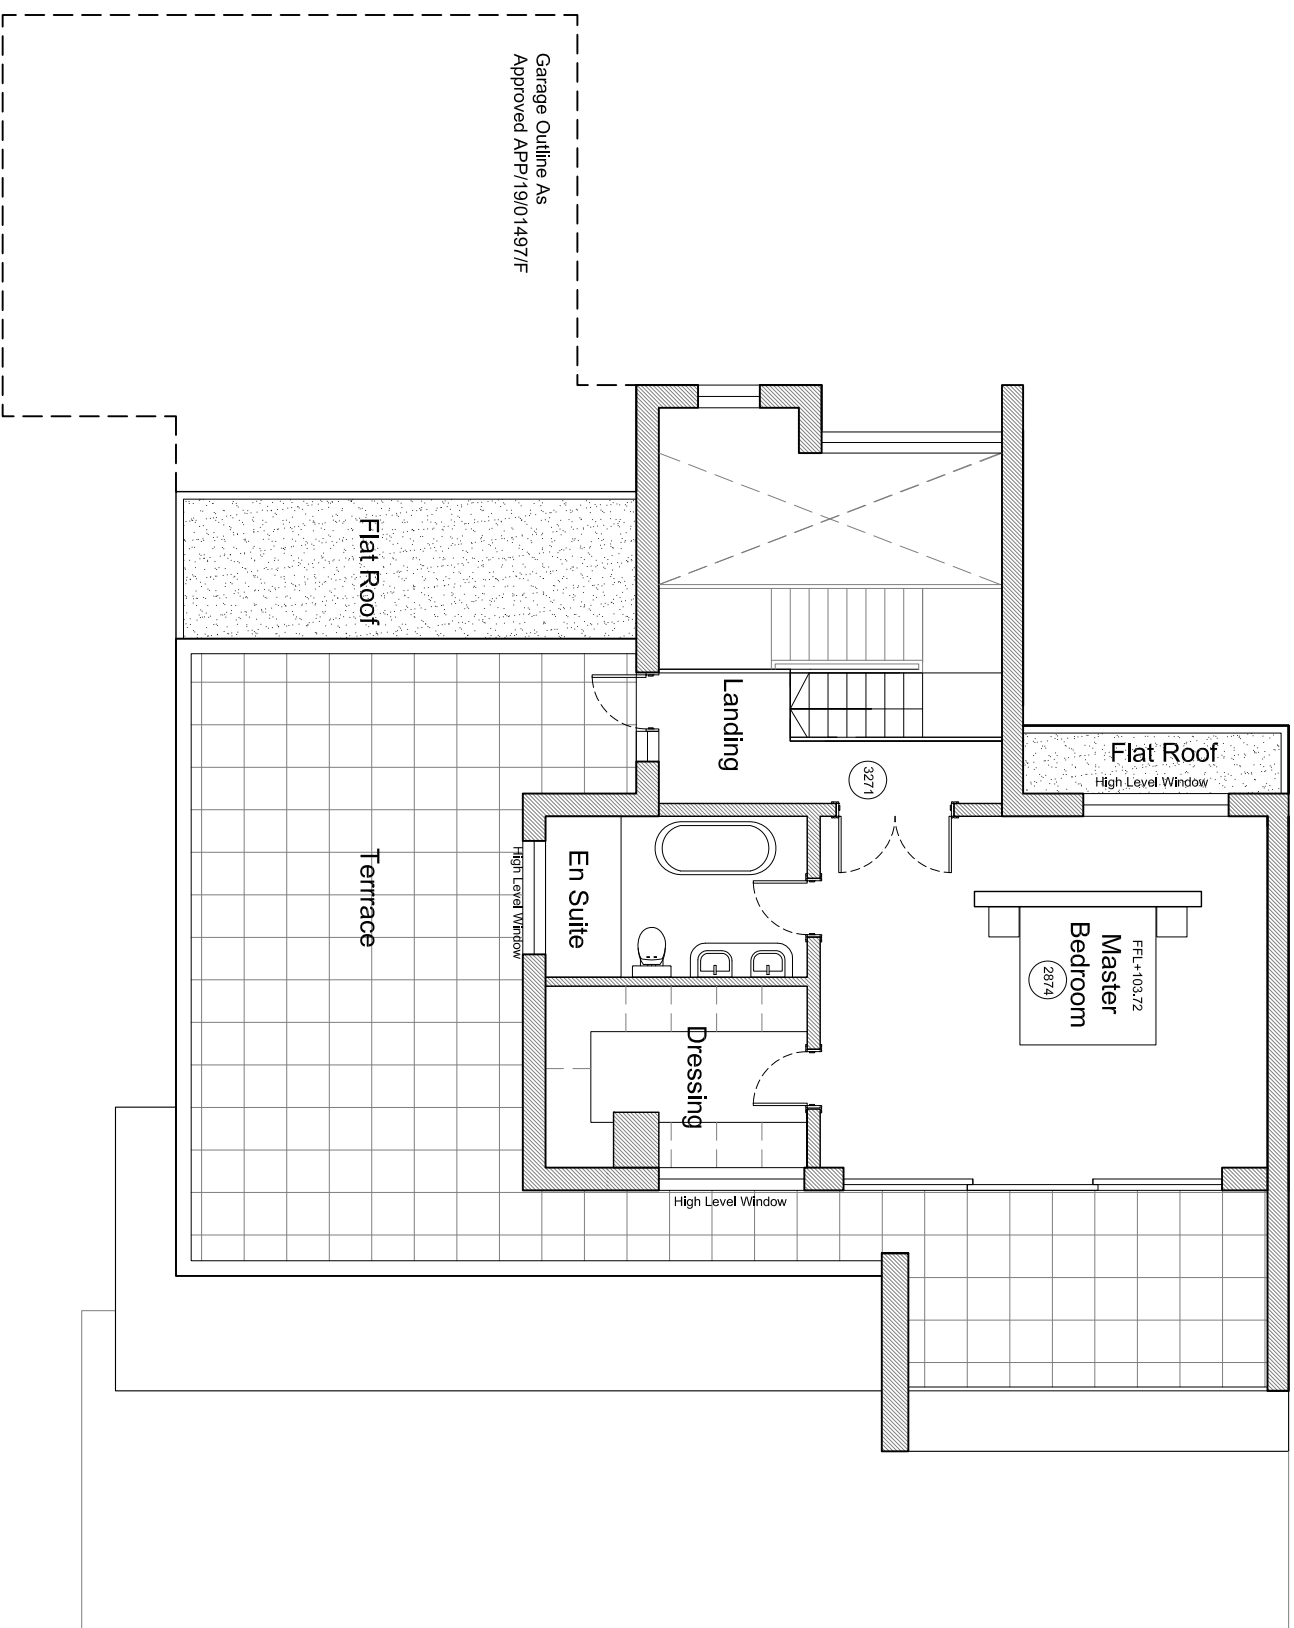 Garage Outline As
Approved APP/19/01497/F
Flat Roof
Landing
3271
Flat Roof
High Level Window
Terrrace
High Level Window
En Suite
Dressing
High Level Window
FFL+103.72
Master
Bedroom
2874